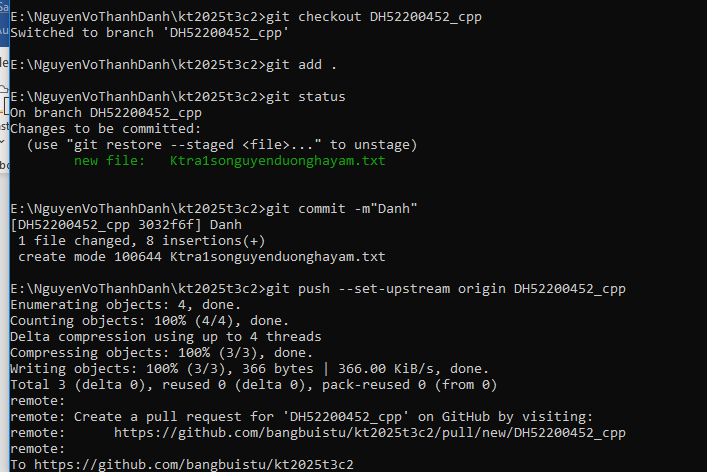 E:\NguyenVoThanhDanh\kt2025t3c2>git checkout DH52200452_cpp
Switched to branch 'DH52200452_cpp'
E:\NguyenVoThanhDanh\kt2025t3c2>git add .
E:\NguyenVoThanhDanh\kt2025t3c2>git status
On branch DH52200452_cpp
Changes to be committed:
  (use "git restore --staged <file>..." to unstage)
        new file:   Ktra1songuyenduonghayam.txt
E:\NguyenVoThanhDanh\kt2025t3c2>git commit -m"Danh"
[DH52200452_cpp 3032f6f] Danh
 1 file changed, 8 insertions(+)
 create mode 100644 Ktra1songuyenduonghayam.txt
E:\NguyenVoThanhDanh\kt2025t3c2>git push --set-upstream origin DH52200452_cpp
Enumerating objects: 4, done.
Counting objects: 100% (4/4), done.
Delta compression using up to 4 threads
Compressing objects: 100% (3/3), done.
Writing objects: 100% (3/3), 366 bytes | 366.00 KiB/s, done.
Total 3 (delta 0), reused 0 (delta 0), pack-reused 0 (from 0)
remote:
remote: Create a pull request for 'DH52200452_cpp' on GitHub by visiting:
remote:      https://github.com/bangbuistu/kt2025t3c2/pull/new/DH52200452_cpp
remote:
To https://github.com/bangbuistu/kt2025t3c2